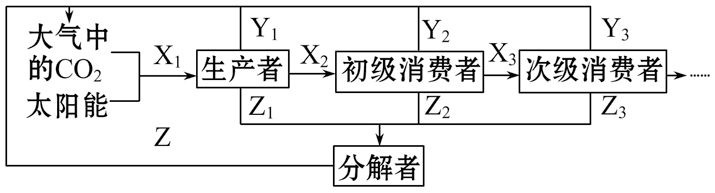 Y₁ Y₂ Y₃
大气中
的CO₂
太阳能
X₁ 生产者 X₂ 初级消费者 X₃ 次级消费者 ……
Z₁ Z₂ Z₃
Z
分解者